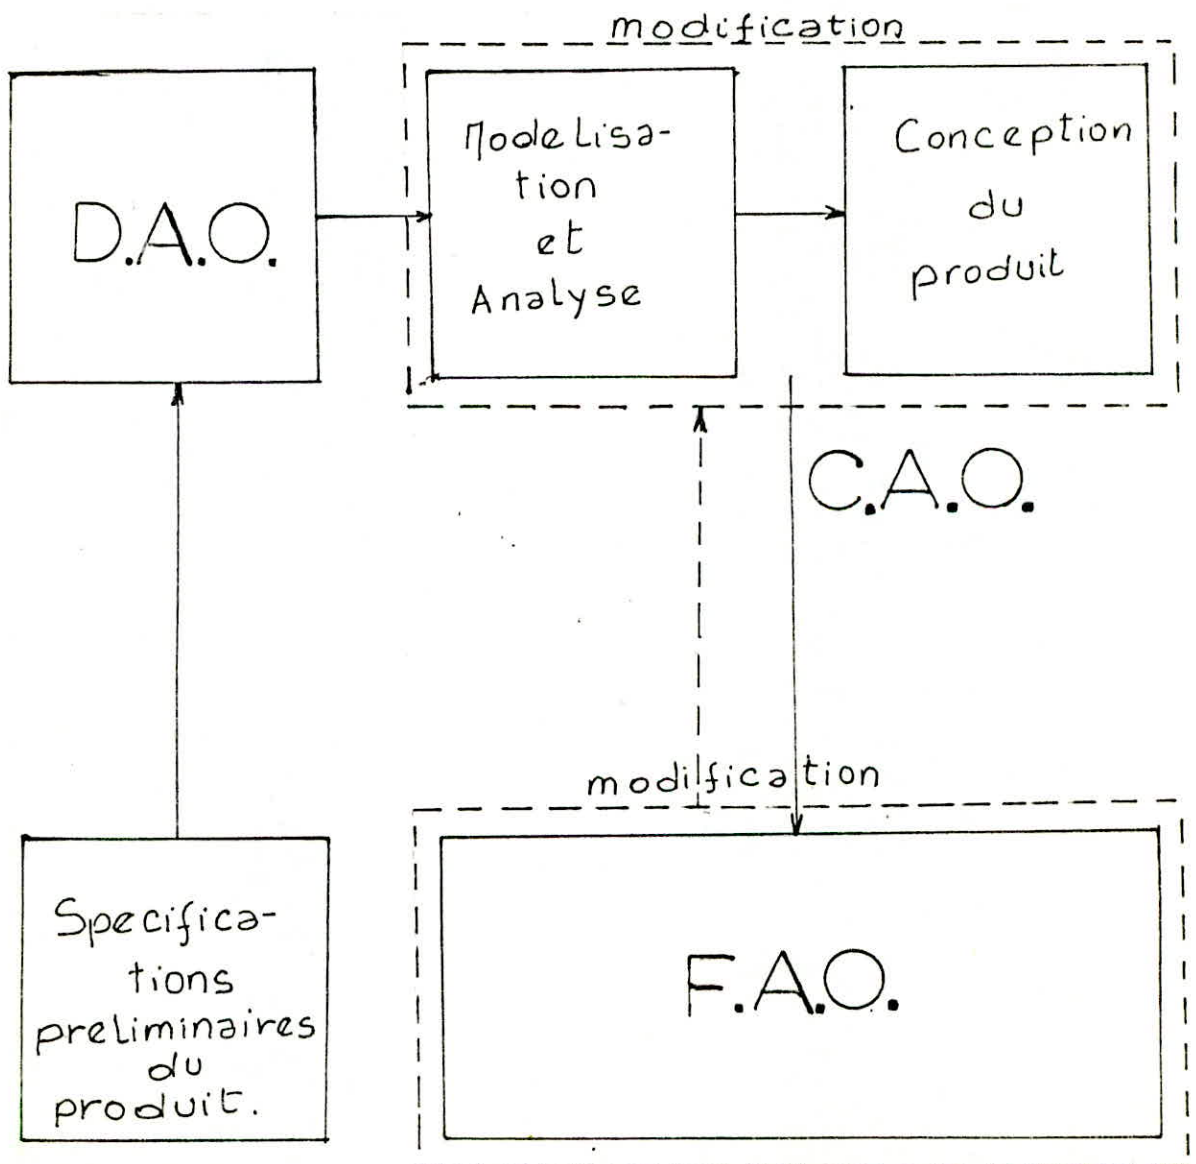 modification
D.A.O.
Modelisa-
tion
et
Analyse
Conception
du
produit
C.A.O.
modification
Specifica-
tions
preliminaires
du
produit.
F.A.O.